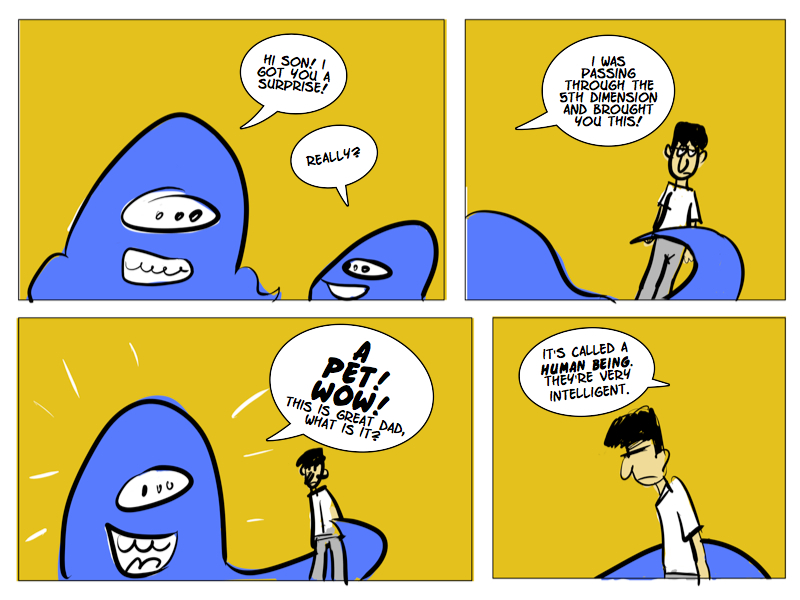 HI SON! I
GOT YOU A
SURPRISE!
REALLY?
I WAS
PASSING
THROUGH THE
5TH DIMENSION
AND BROUGHT
YOU THIS!
A
PET!
WOW!
THIS IS GREAT DAD,
WHAT IS IT?
IT'S CALLED A
HUMAN BEING.
THEY'RE VERY
INTELLIGENT.